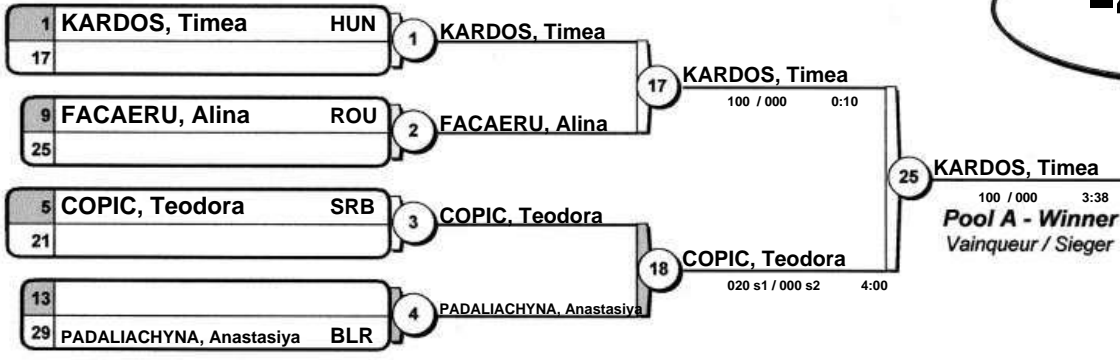 1 KARDOS, Timea HUN
17
1 KARDOS, Timea
9 FACAERU, Alina ROU
25
2 FACAERU, Alina
17 KARDOS, Timea
100 / 000 0:10
5 COPIC, Teodora SRB
21
3 COPIC, Teodora
13
29 PADALIACHYNA, Anastasiya BLR
4 PADALIACHYNA, Anastasiya
18 COPIC, Teodora
020 s1 / 000 s2 4:00
25 KARDOS, Timea
100 / 000 3:38
Pool A - Winner
Vainqueur / Sieger